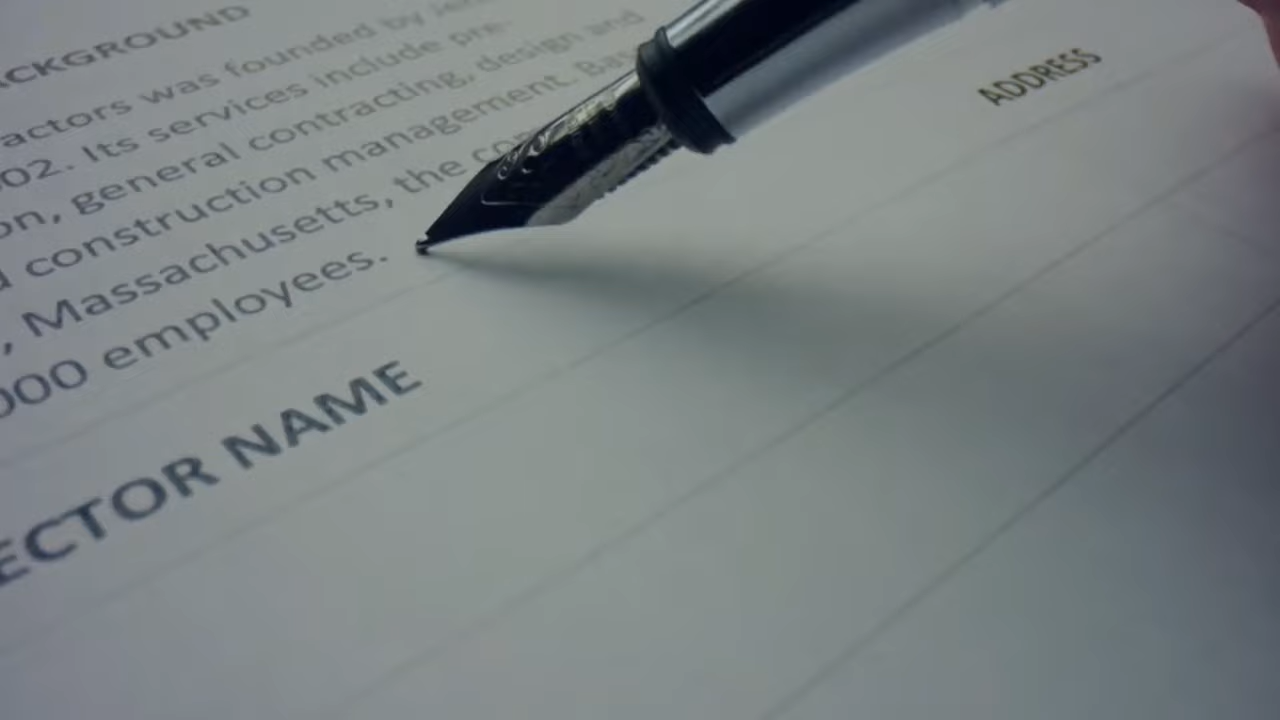 ACKGROUND
actors was founded by
02. Its services include pre-
on, general contracting, design and
d construction management. Bas
, Massachusetts, the co
000 employees.
ECTOR NAME
ADDRESS